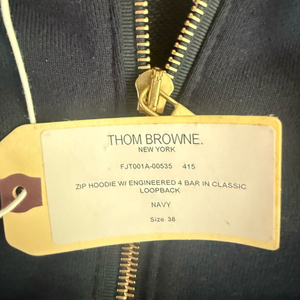 THOM BROWNE.
NEW YORK
FJT001A-00535 415
ZIP HOODIE W/ ENGINEERED 4 BAR IN CLASSIC
LOOPBACK
NAVY
Size: 38